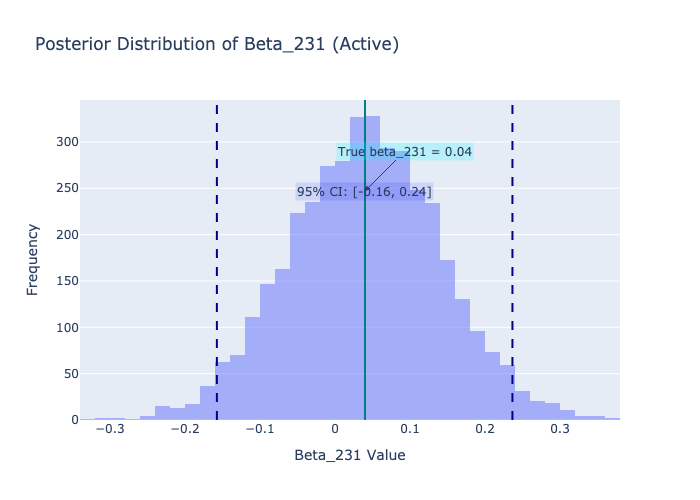 Posterior Distribution of Beta_231 (Active)
300
True beta_231 = 0.04
250
95% CI: [-0.16, 0.24]
200
Frequency
150
100
50
0
−0.3 −0.2 −0.1 0 0.1 0.2 0.3
Beta_231 Value